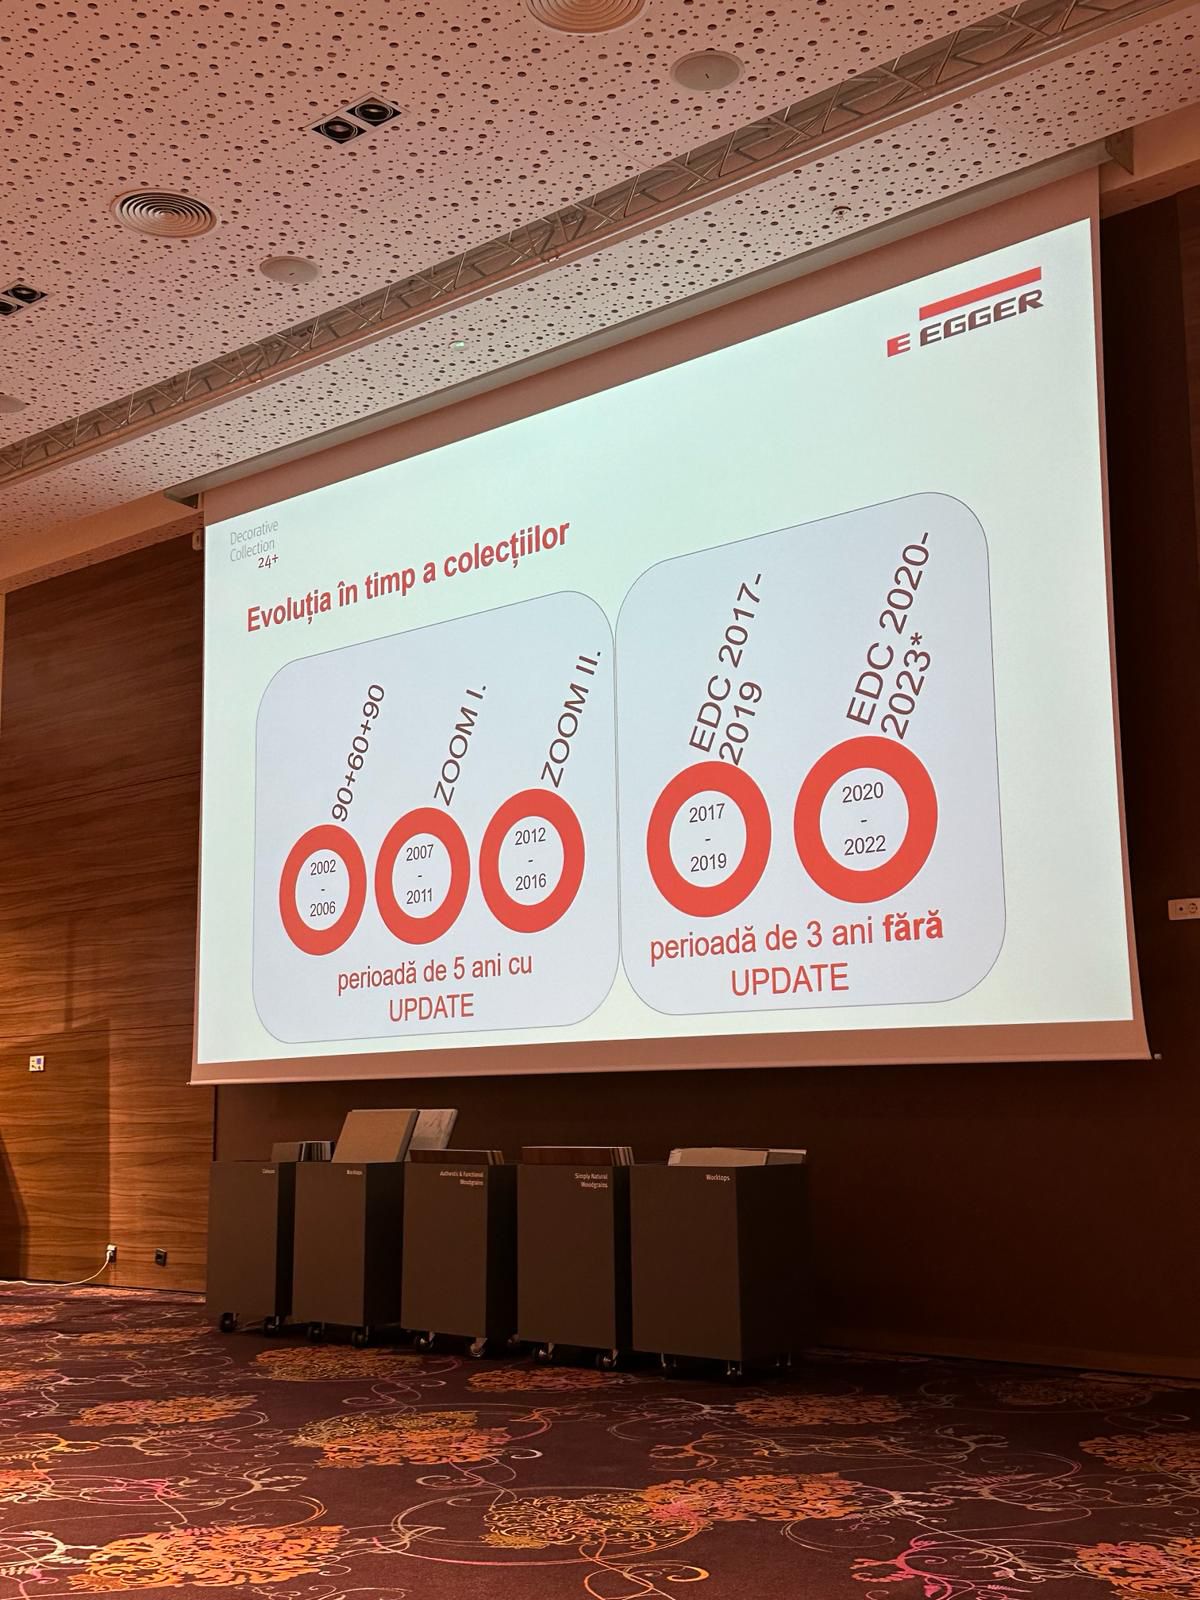 E EGGER
Decorative
Collection
24+
Evoluția în timp a colecțiilor
90+60+90
ZOOM I.
ZOOM II.
EDC 2017-
2019
EDC 2020-
2023*
2002
-
2006
2007
-
2011
2012
-
2016
2017
-
2019
2020
-
2022
perioadă de 5 ani cu
UPDATE
perioadă de 3 ani fără
UPDATE
Colours
Worktops
Authentic & Functional
Woodgrains
Simply Natural
Woodgrains
Worktops